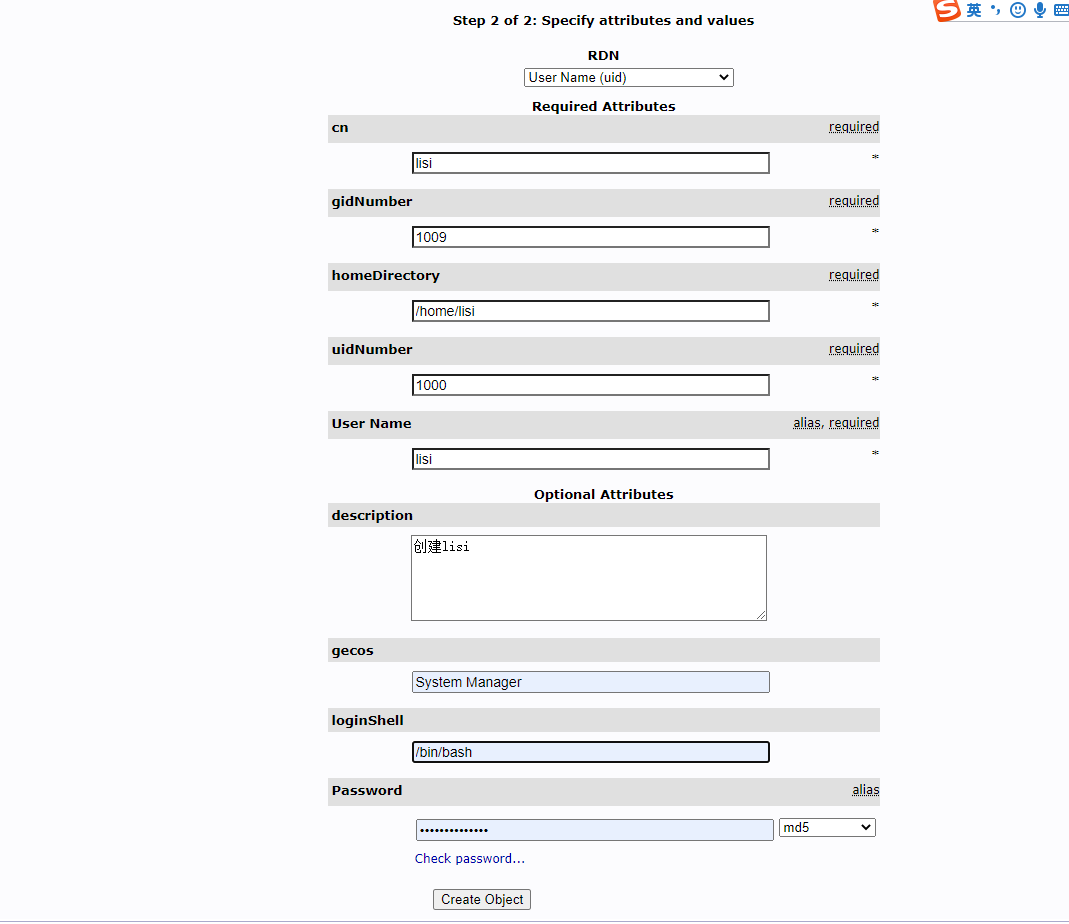 S 英
Step 2 of 2: Specify attributes and values
RDN
User Name (uid)
Required Attributes
cn required
lisi *
gidNumber required
1009 *
homeDirectory required
/home/lisi *
uidNumber required
1000 *
User Name alias, required
lisi *
Optional Attributes
description
创建lisi
gecos
System Manager
loginShell
/bin/bash
Password alias
•••••••••••••• md5
Check password...
Create Object